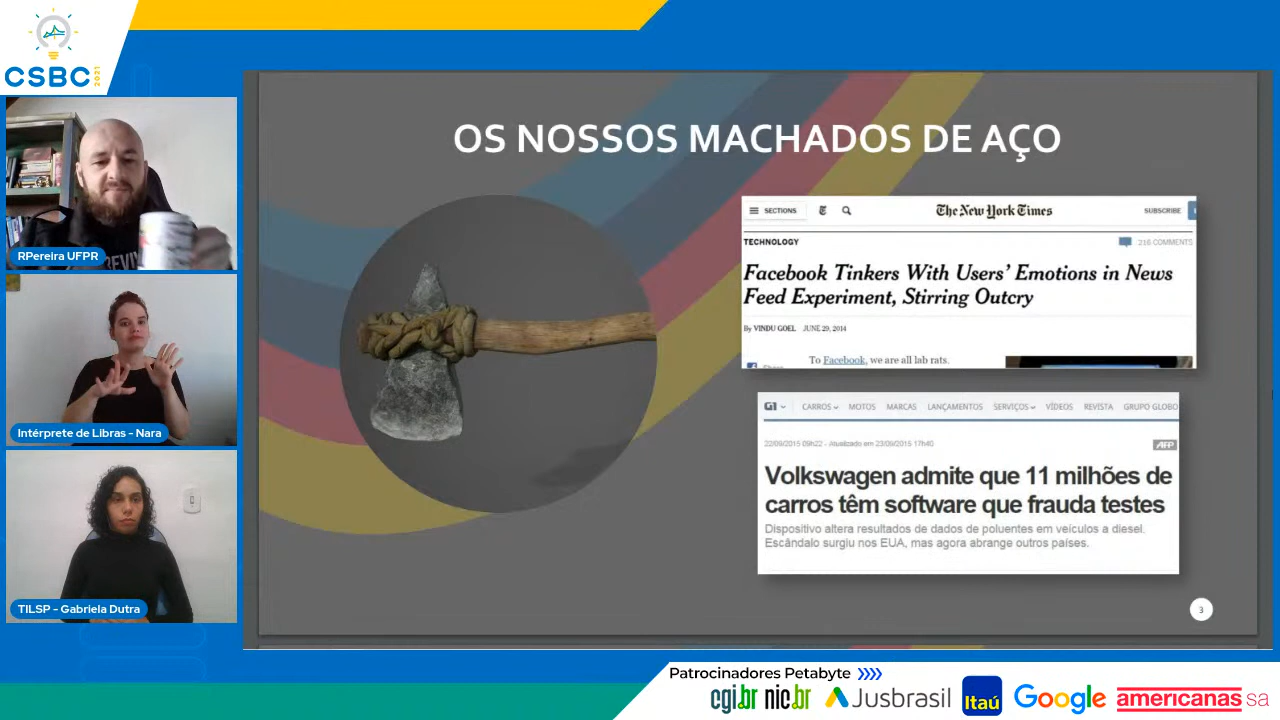 CSBC 2021
RPereira UFPR
Intérprete de Libras - Nara
TILSP - Gabriela Dutra
OS NOSSOS MACHADOS DE AÇO
SECTIONS
The New York Times
SUBSCRIBE
TECHNOLOGY
216 COMMENTS
Facebook Tinkers With Users' Emotions in News
Feed Experiment, Stirring Outcry
By VINDU GOEL JUNE 29, 2014
To Facebook, we are all lab rats.
Share
G1 CARROS MOTOS MARCAS LANÇAMENTOS SERVIÇOS VÍDEOS REVISTA GRUPO GLOBO
22/09/2015 09h22 - Atualizado em 23/09/2015 17h40
AFP
Volkswagen admite que 11 milhões de
carros têm software que frauda testes
Dispositivo altera resultados de dados de poluentes em veículos a diesel.
Escândalo surgiu nos EUA, mas agora abrange outros países.
3
Patrocinadores Petabyte
cgi.br nic.br Jusbrasil Itaú Google americanas sa